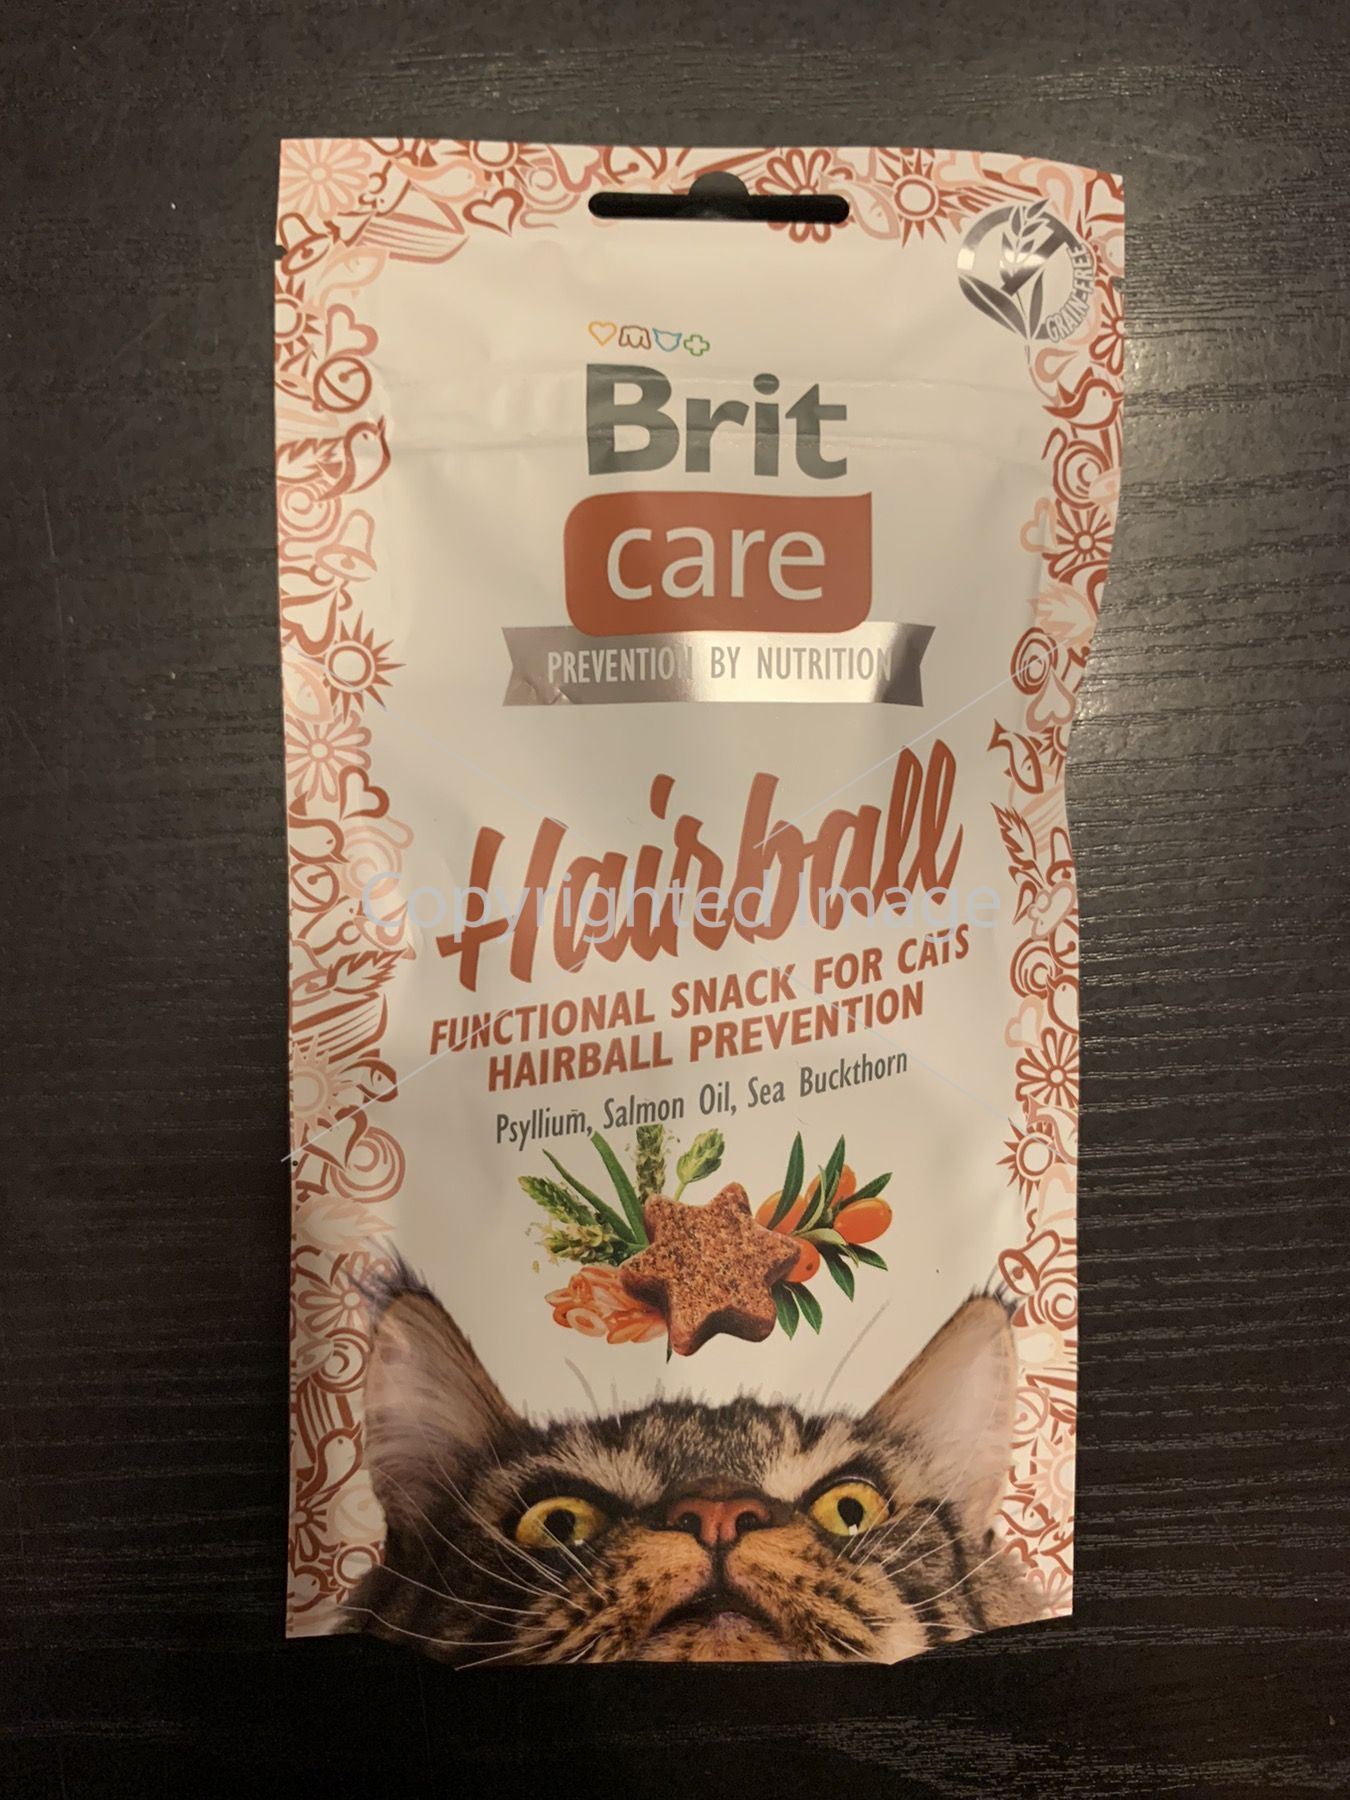 GRAIN-FREE
Brit
care
PREVENTION BY NUTRITION
Hairball
Copyrighted Image
FUNCTIONAL SNACK FOR CATS
HAIRBALL PREVENTION
Psyllium, Salmon Oil, Sea Buckthorn